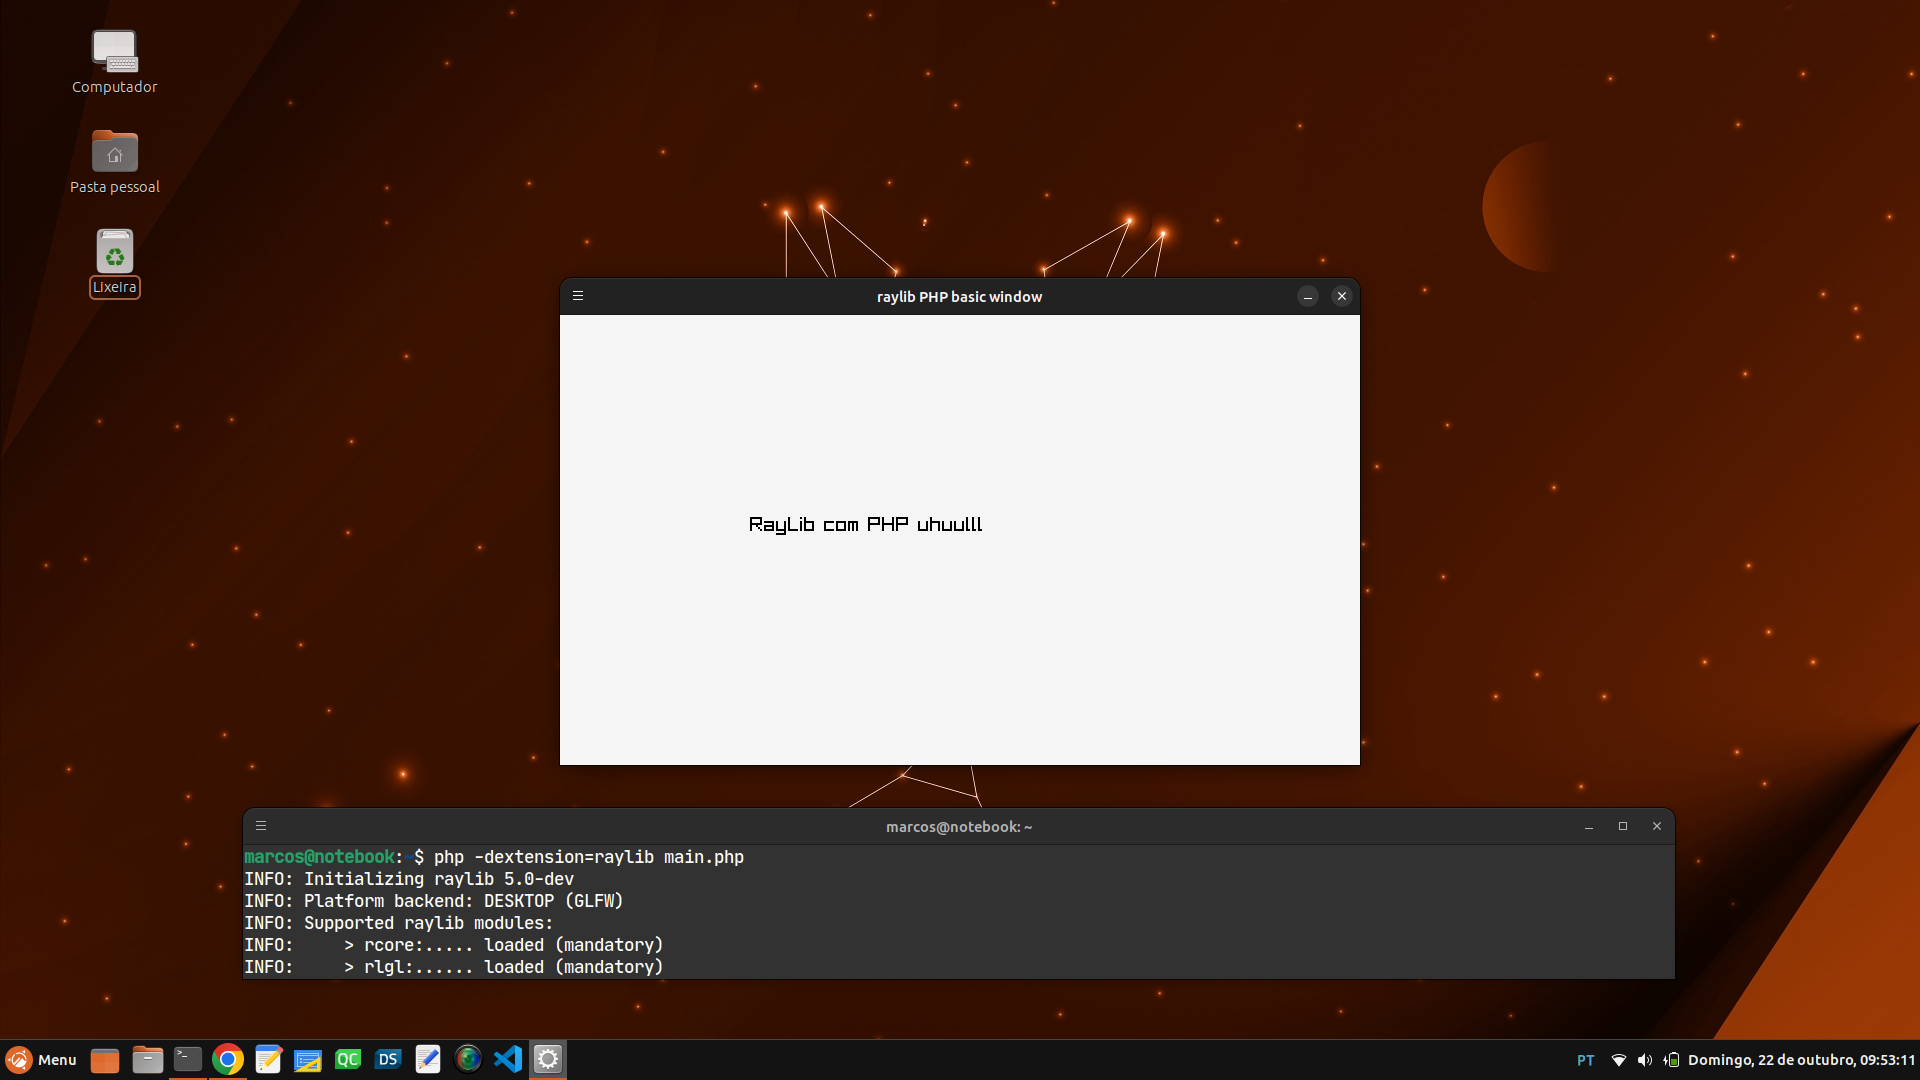 Computador
Pasta pessoal
Lixeira
raylib PHP basic window
RayLib com PHP uhuulll
marcos@notebook: ~
marcos@notebook:~$ php -dextension=raylib main.php
INFO: Initializing raylib 5.0-dev
INFO: Platform backend: DESKTOP (GLFW)
INFO: Supported raylib modules:
INFO:     > rcore:..... loaded (mandatory)
INFO:     > rlgl:...... loaded (mandatory)
Menu
>_
QC
DS
PT
Domingo, 22 de outubro, 09:53:11